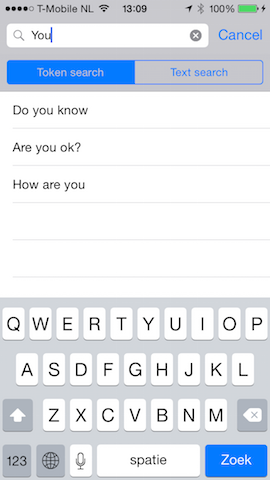 T-Mobile NL 13:09 100%
You Cancel
Token search Text search
Do you know
Are you ok?
How are you
Q W E R T Y U I O P
A S D F G H J K L
Z X C V B N M
123 spatie Zoek